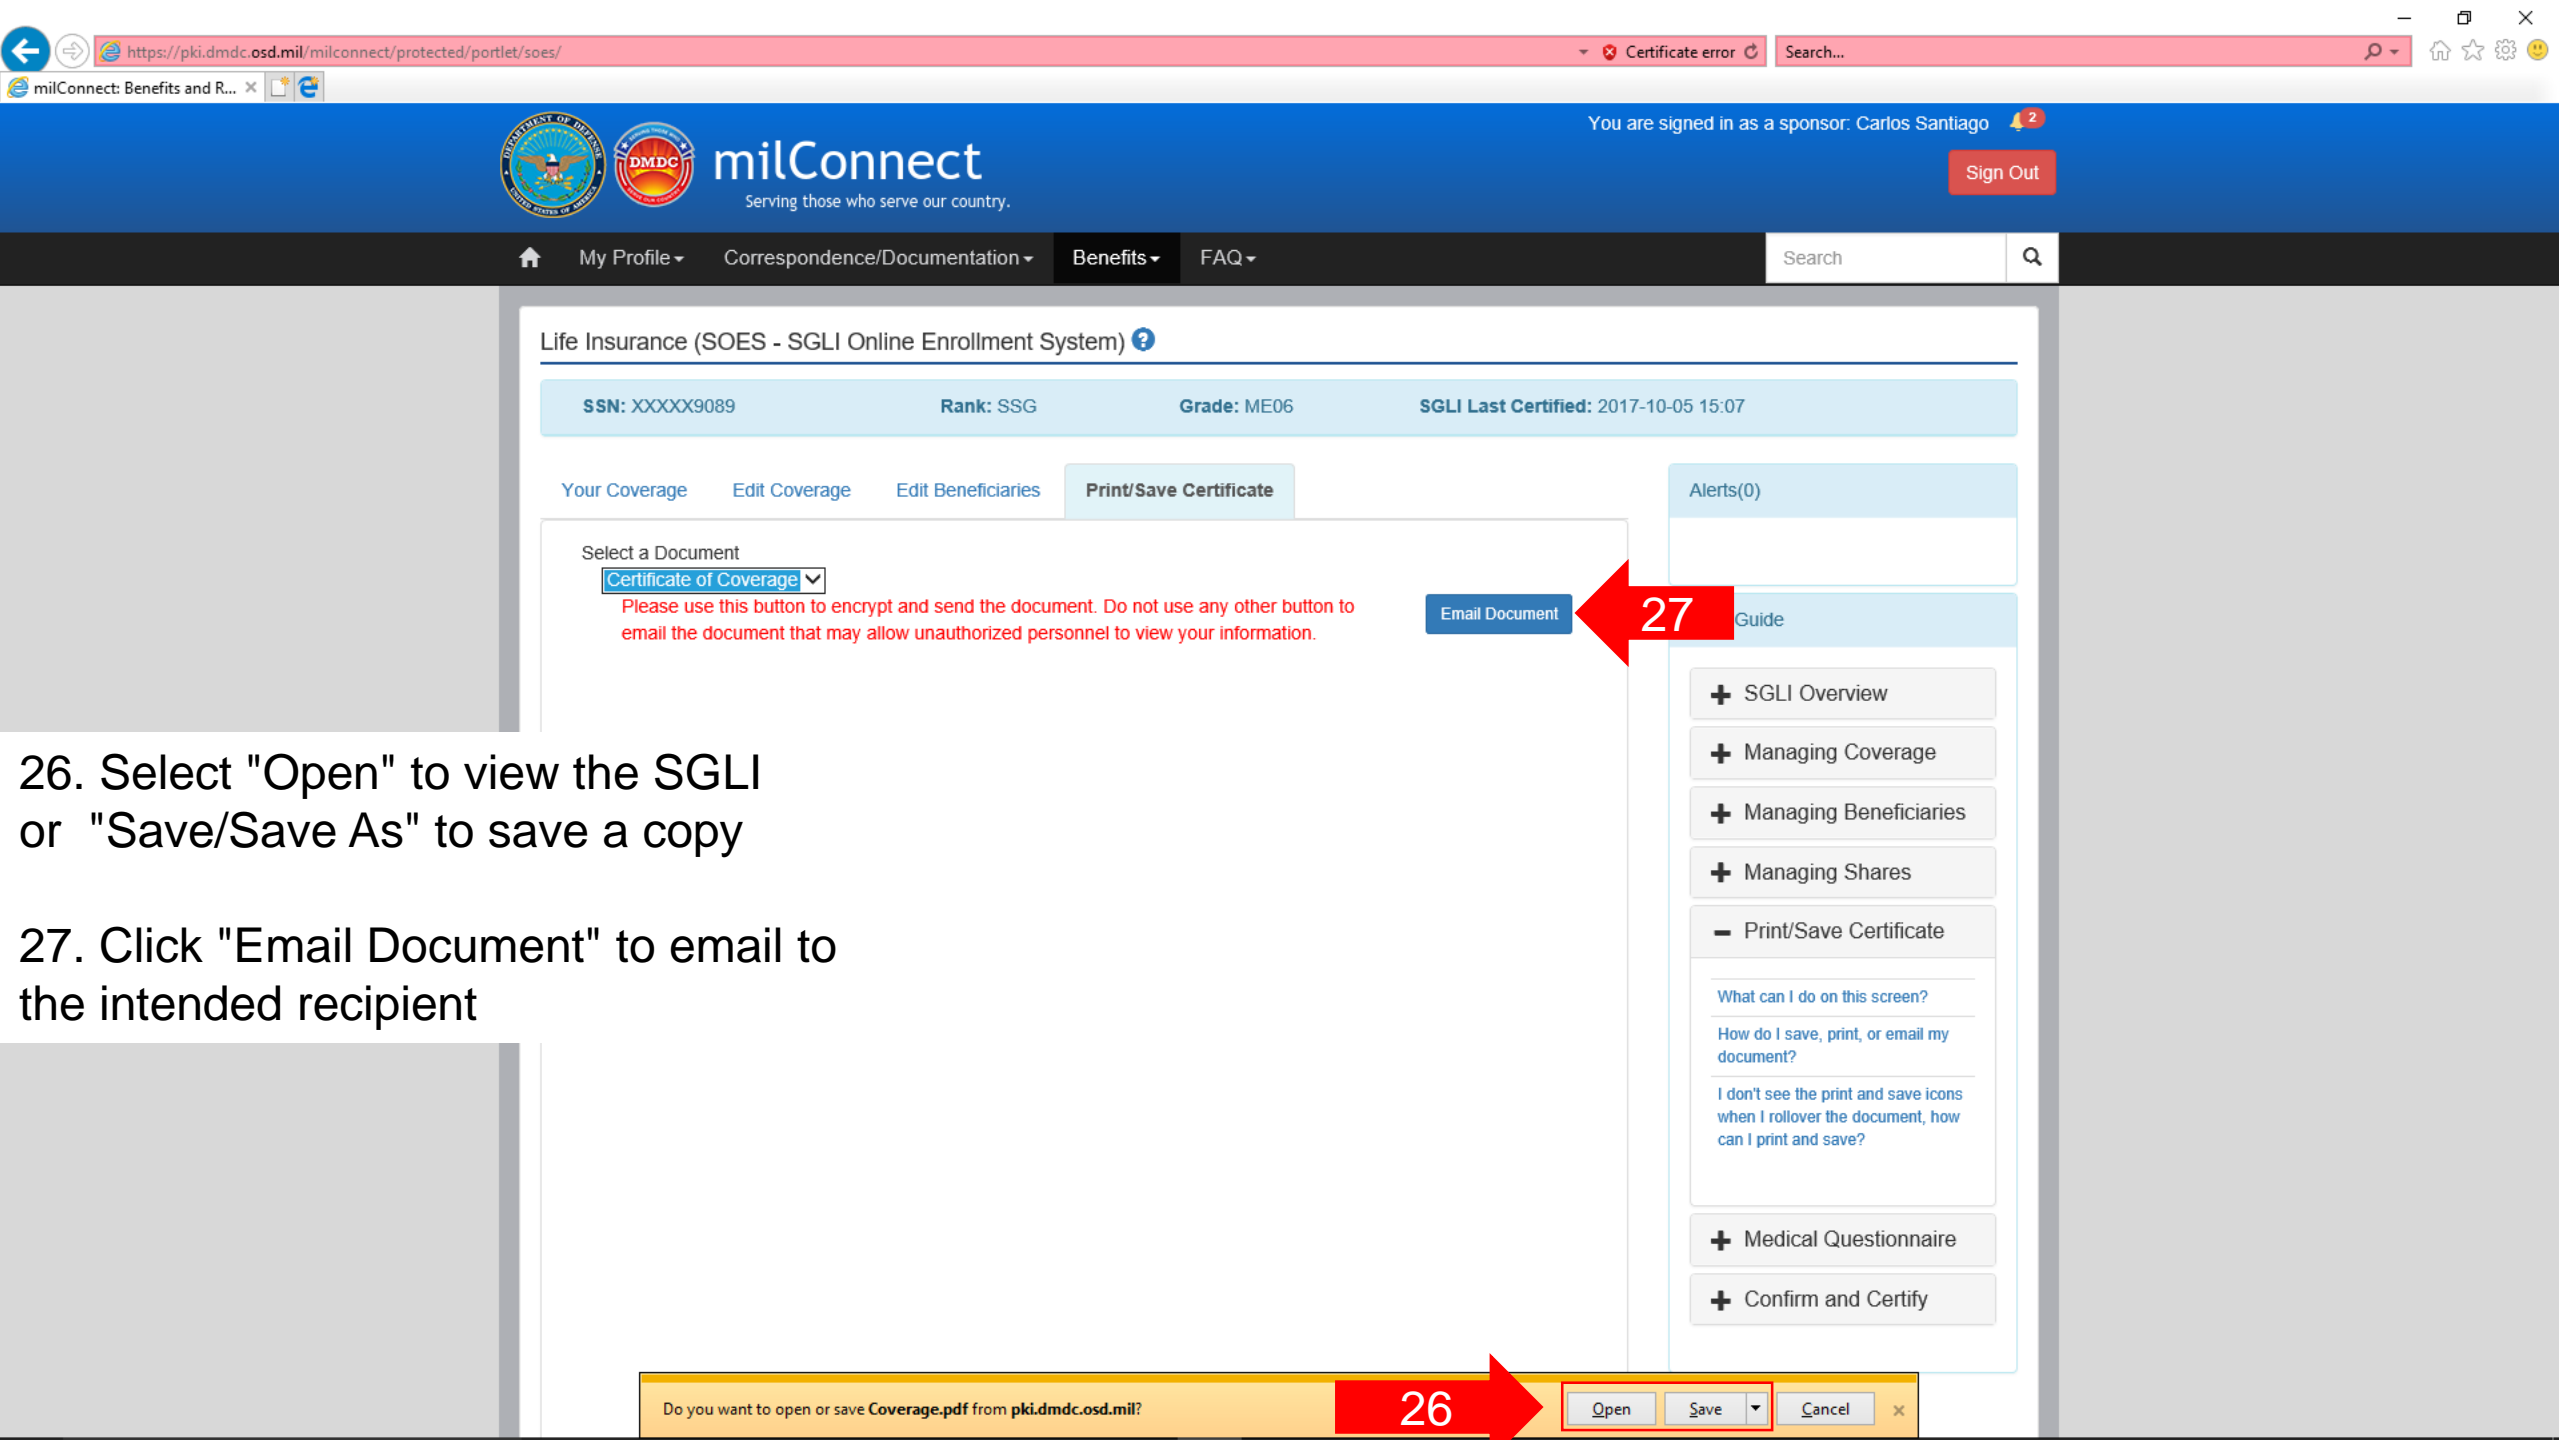 https://pki.dmdc.osd.mil/milconnect/protected/portlet/soes/
Certificate error
Search...
milConnect: Benefits and R...
DMDC
milConnect
Serving those who serve our country.
You are signed in as a sponsor: Carlos Santiago
2
Sign Out
My Profile
Correspondence/Documentation
Benefits
FAQ
Search
Life Insurance (SOES - SGLI Online Enrollment System)
SSN: XXXXX9089 Rank: SSG Grade: ME06 SGLI Last Certified: 2017-10-05 15:07
Your Coverage
Edit Coverage
Edit Beneficiaries
Print/Save Certificate
Select a Document
Certificate of Coverage
Please use this button to encrypt and send the document. Do not use any other button to
email the document that may allow unauthorized personnel to view your information.
Email Document
27
Alerts(0)
Guide
SGLI Overview
Managing Coverage
Managing Beneficiaries
Managing Shares
Print/Save Certificate
What can I do on this screen?
How do I save, print, or email my
document?
I don't see the print and save icons
when I rollover the document, how
can I print and save?
Medical Questionnaire
Confirm and Certify
26. Select "Open" to view the SGLI
or "Save/Save As" to save a copy
27. Click "Email Document" to email to
the intended recipient
Do you want to open or save Coverage.pdf from pki.dmdc.osd.mil?
26
Open
Save
Cancel